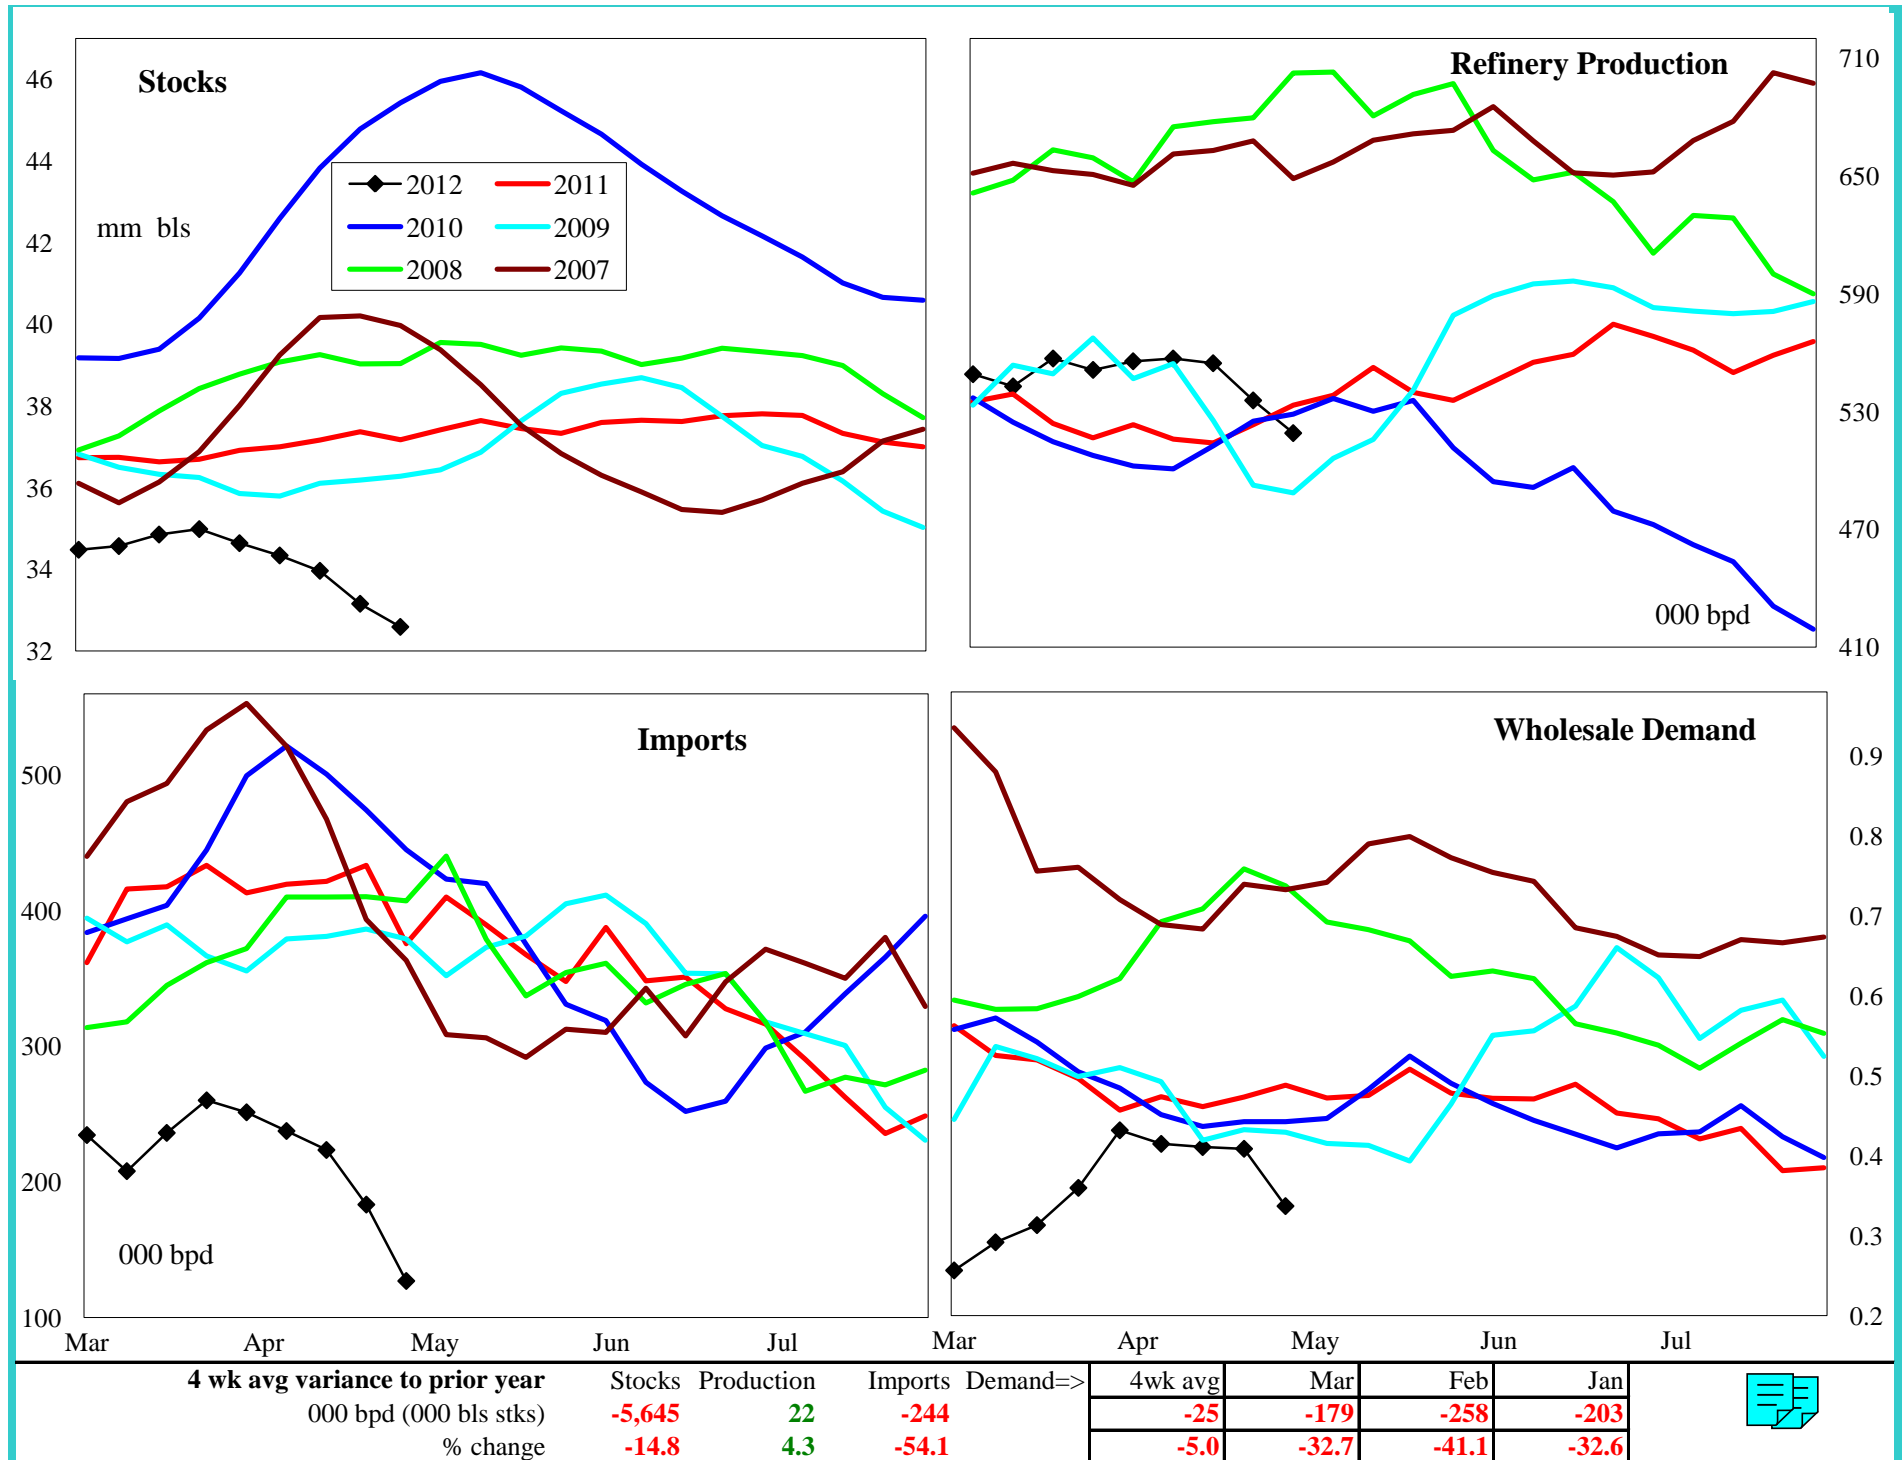 Stocks
46
44
42
40
38
36
34
32
mm bls
2012
2011
2010
2009
2008
2007
Refinery Production
710
650
590
530
470
410
000 bpd
Imports
500
400
300
200
100
000 bpd
Mar Apr May Jun Jul
Wholesale Demand
0.9
0.8
0.7
0.6
0.5
0.4
0.3
0.2
Mar Apr May Jun Jul
4 wk avg variance to prior year Stocks Production Imports Demand=> 4wk avg Mar Feb Jan
000 bpd (000 bls stks) -5,645 22 -244 -25 -179 -258 -203
% change -14.8 4.3 -54.1 -5.0 -32.7 -41.1 -32.6